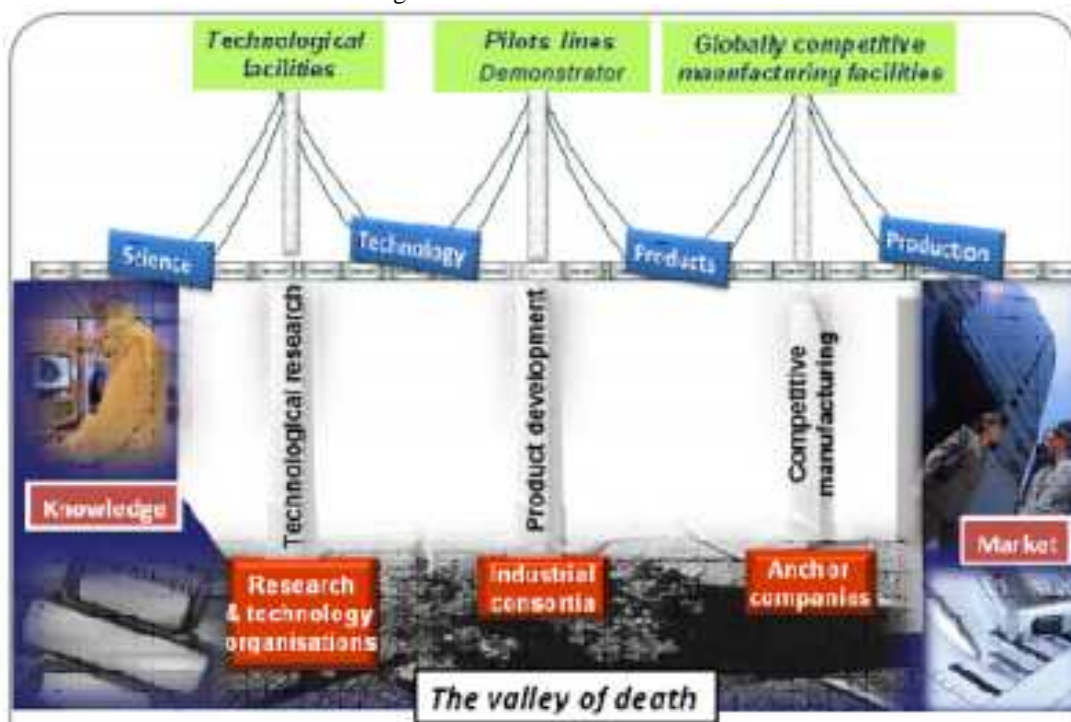 Technological
facilities
Pilots lines
Demonstrator
Globally competitive
manufacturing facilities
Science
Technology
Products
Production
Technological research
Product development
Competitive
manufacturing
Knowledge
Market
Research
& technology
organisations
Industrial
consortia
Anchor
companies
The valley of death